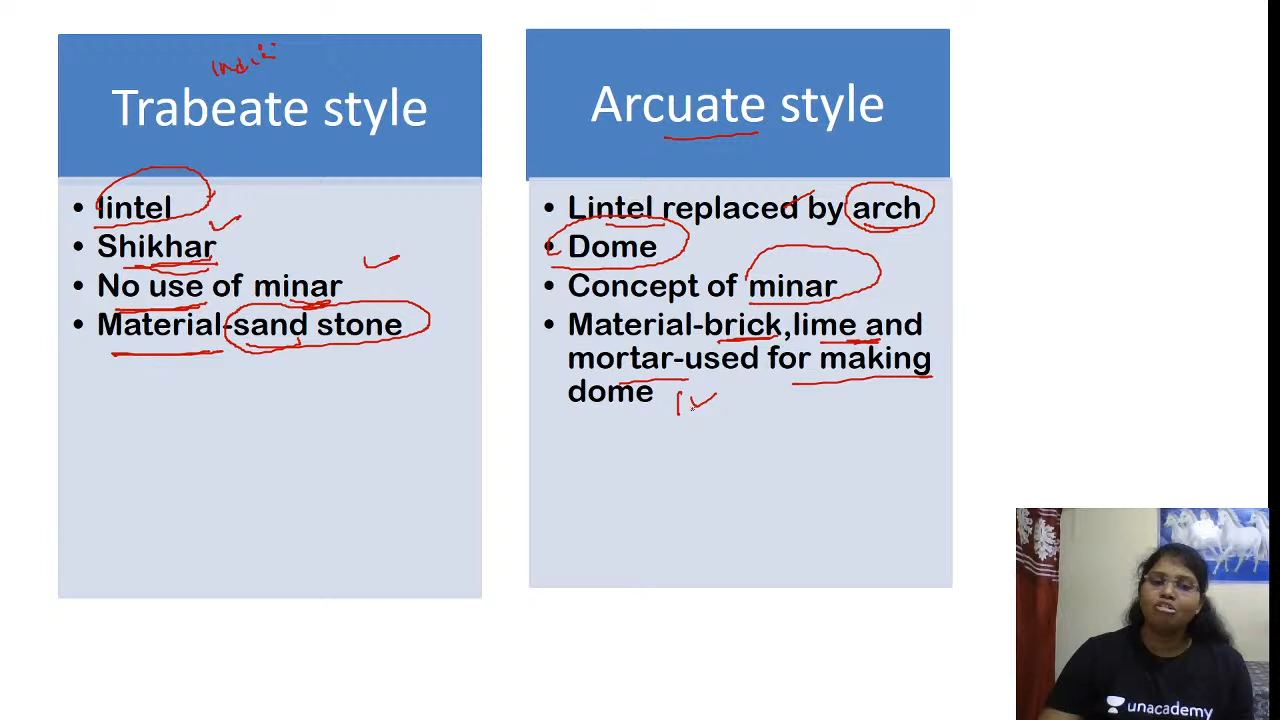 Trabeate style
• lintel
• Shikhar
• No use of minar
• Material-sand stone
Arcuate style
• Lintel replaced by arch
• Dome
• Concept of minar
• Material-brick,lime and
mortar-used for making
dome
unacademy